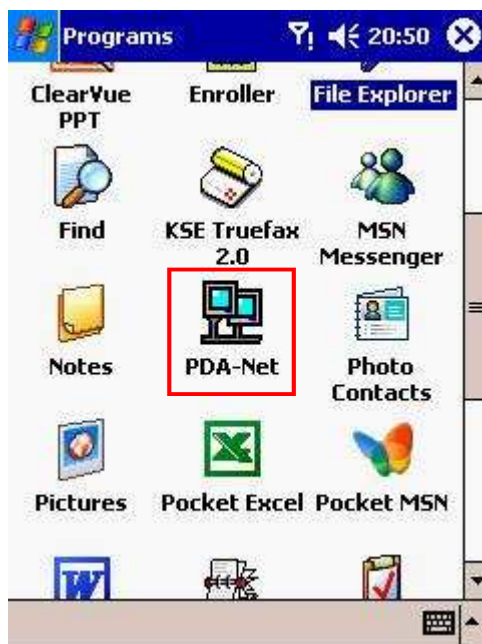 Programs 20:50
ClearVue Enroller File Explorer
PPT
Find KSE Truefax MSN
2.0 Messenger
Notes PDA-Net Photo
Contacts
Pictures Pocket Excel Pocket MSN